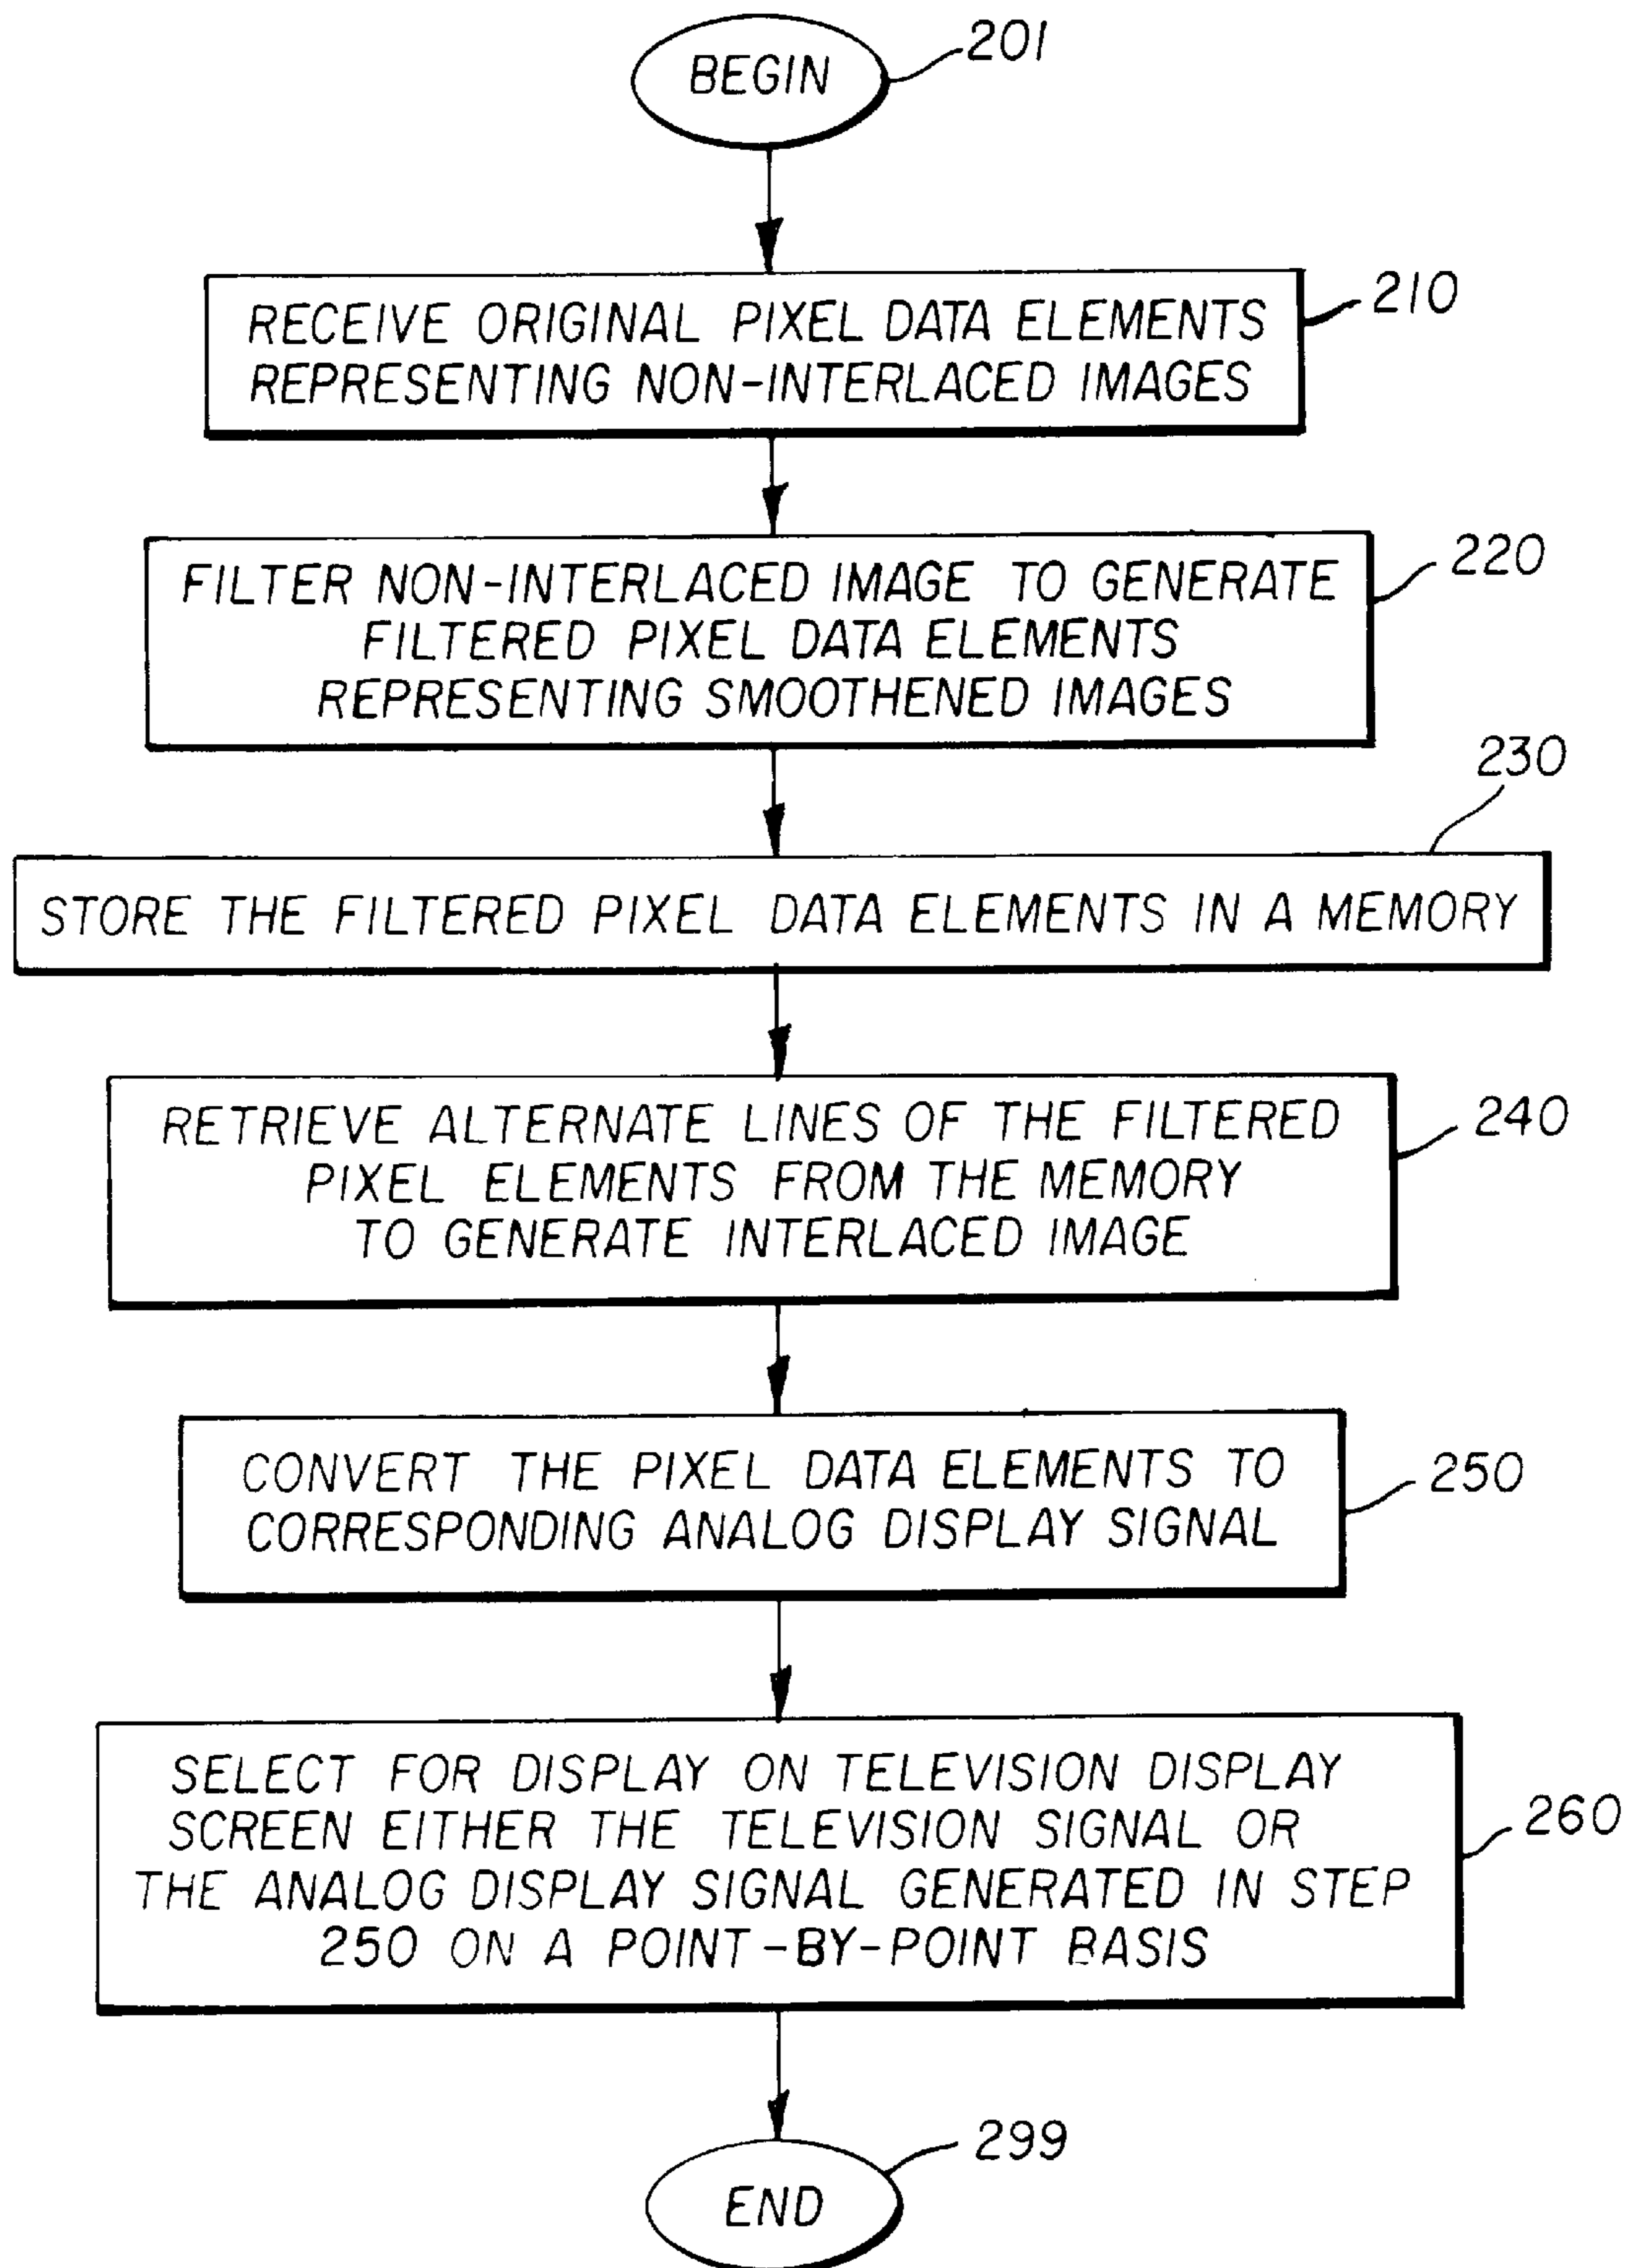 BEGIN
201
RECEIVE ORIGINAL PIXEL DATA ELEMENTS
REPRESENTING NON-INTERLACED IMAGES
210
FILTER NON-INTERLACED IMAGE TO GENERATE
FILTERED PIXEL DATA ELEMENTS
REPRESENTING SMOOTHENED IMAGES
220
230
STORE THE FILTERED PIXEL DATA ELEMENTS IN A MEMORY
RETRIEVE ALTERNATE LINES OF THE FILTERED
PIXEL ELEMENTS FROM THE MEMORY
TO GENERATE INTERLACED IMAGE
240
CONVERT THE PIXEL DATA ELEMENTS TO
CORRESPONDING ANALOG DISPLAY SIGNAL
250
SELECT FOR DISPLAY ON TELEVISION DISPLAY
SCREEN EITHER THE TELEVISION SIGNAL OR
THE ANALOG DISPLAY SIGNAL GENERATED IN STEP
250 ON A POINT-BY-POINT BASIS
260
299
END